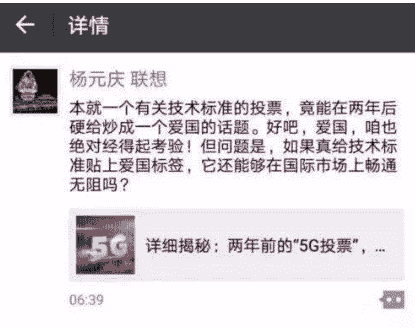 详情
杨元庆 联想
本就一个有关技术标准的投票，竟能在两年后
硬给炒成一个爱国的话题。好吧，爱国，咱也
绝对经得起考验！但问题是，如果真给技术标
准贴上爱国标签，它还能够在国际市场上畅通
无阻吗？
5G
详细揭秘：两年前的“5G投票”，...
06:39